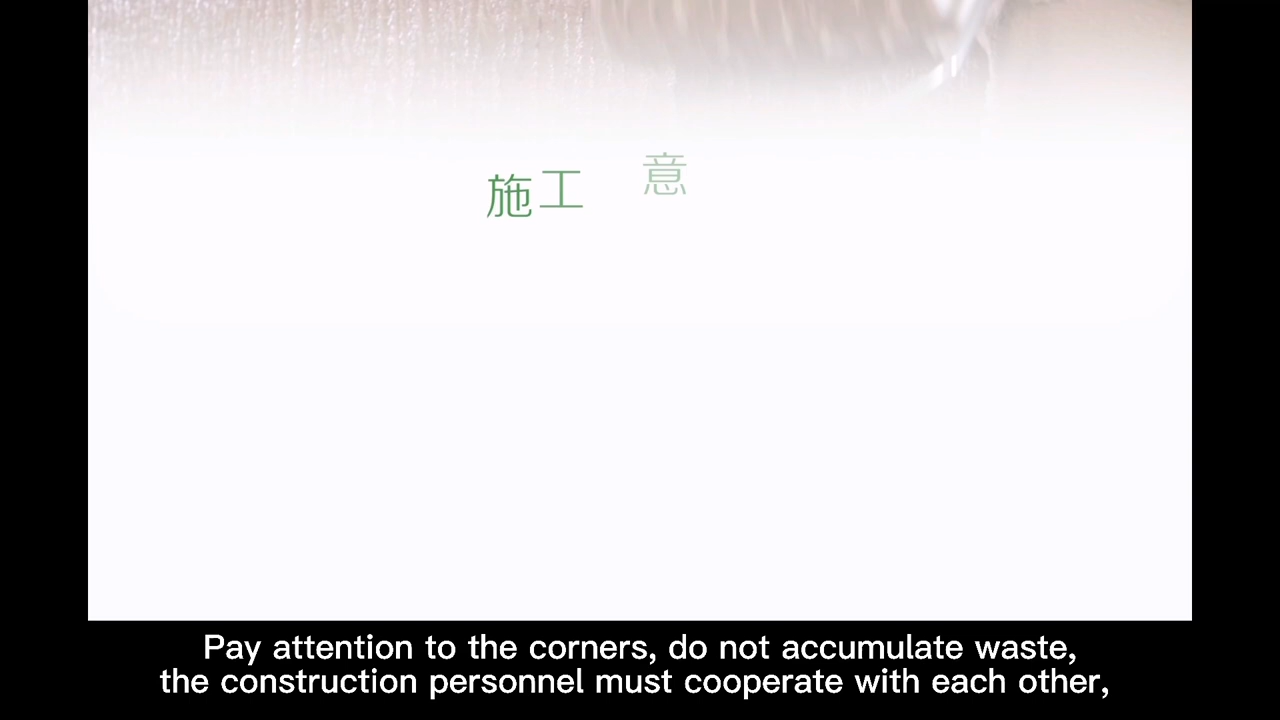 施工 意
Pay attention to the corners, do not accumulate waste,
the construction personnel must cooperate with each other,